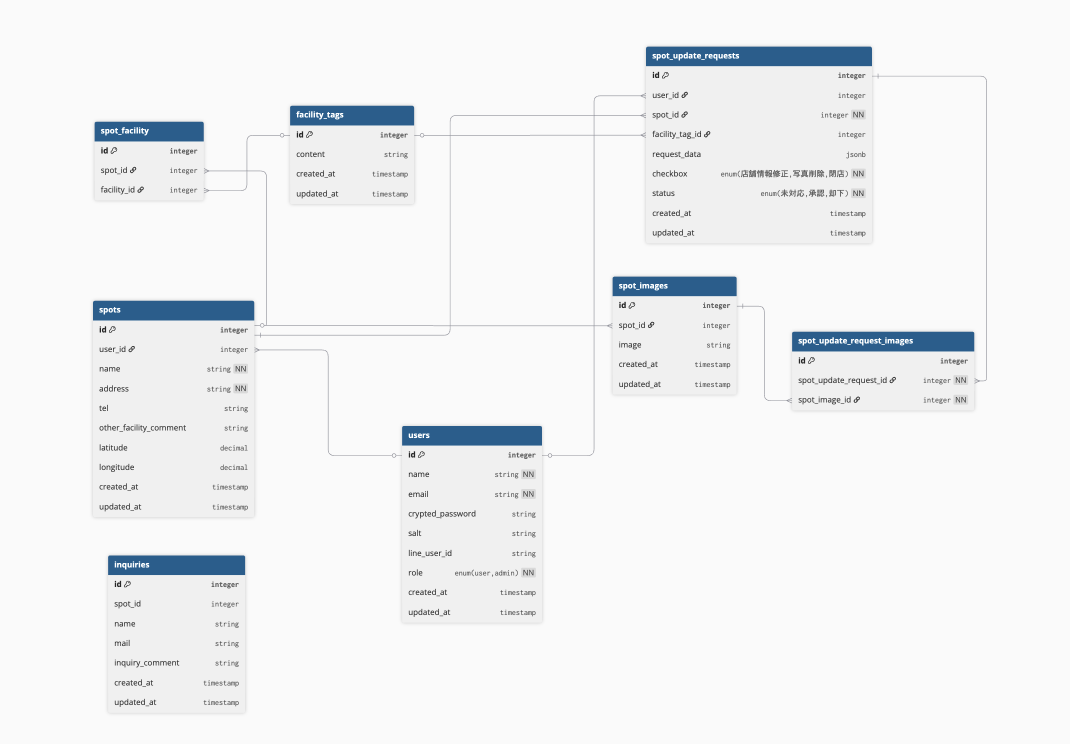 spot_update_requests
id integer
user_id integer
spot_id integer NN
facility_tag_id integer
request_data jsonb
checkbox enum(店舗情報修正,写真削除,閉店) NN
status enum(未対応,承認,却下) NN
created_at timestamp
updated_at timestamp
facility_tags
id integer
content string
created_at timestamp
updated_at timestamp
spot_facility
id integer
spot_id integer
facility_id integer
spot_images
id integer
spot_id integer
image string
created_at timestamp
updated_at timestamp
spots
id integer
user_id integer
name string NN
address string NN
tel string
other_facility_comment string
latitude decimal
longitude decimal
created_at timestamp
updated_at timestamp
spot_update_request_images
id integer
spot_update_request_id integer NN
spot_image_id integer NN
users
id integer
name string NN
email string NN
crypted_password string
salt string
line_user_id string
role enum(user,admin) NN
created_at timestamp
updated_at timestamp
inquiries
id integer
spot_id integer
name string
mail string
inquiry_comment string
created_at timestamp
updated_at timestamp